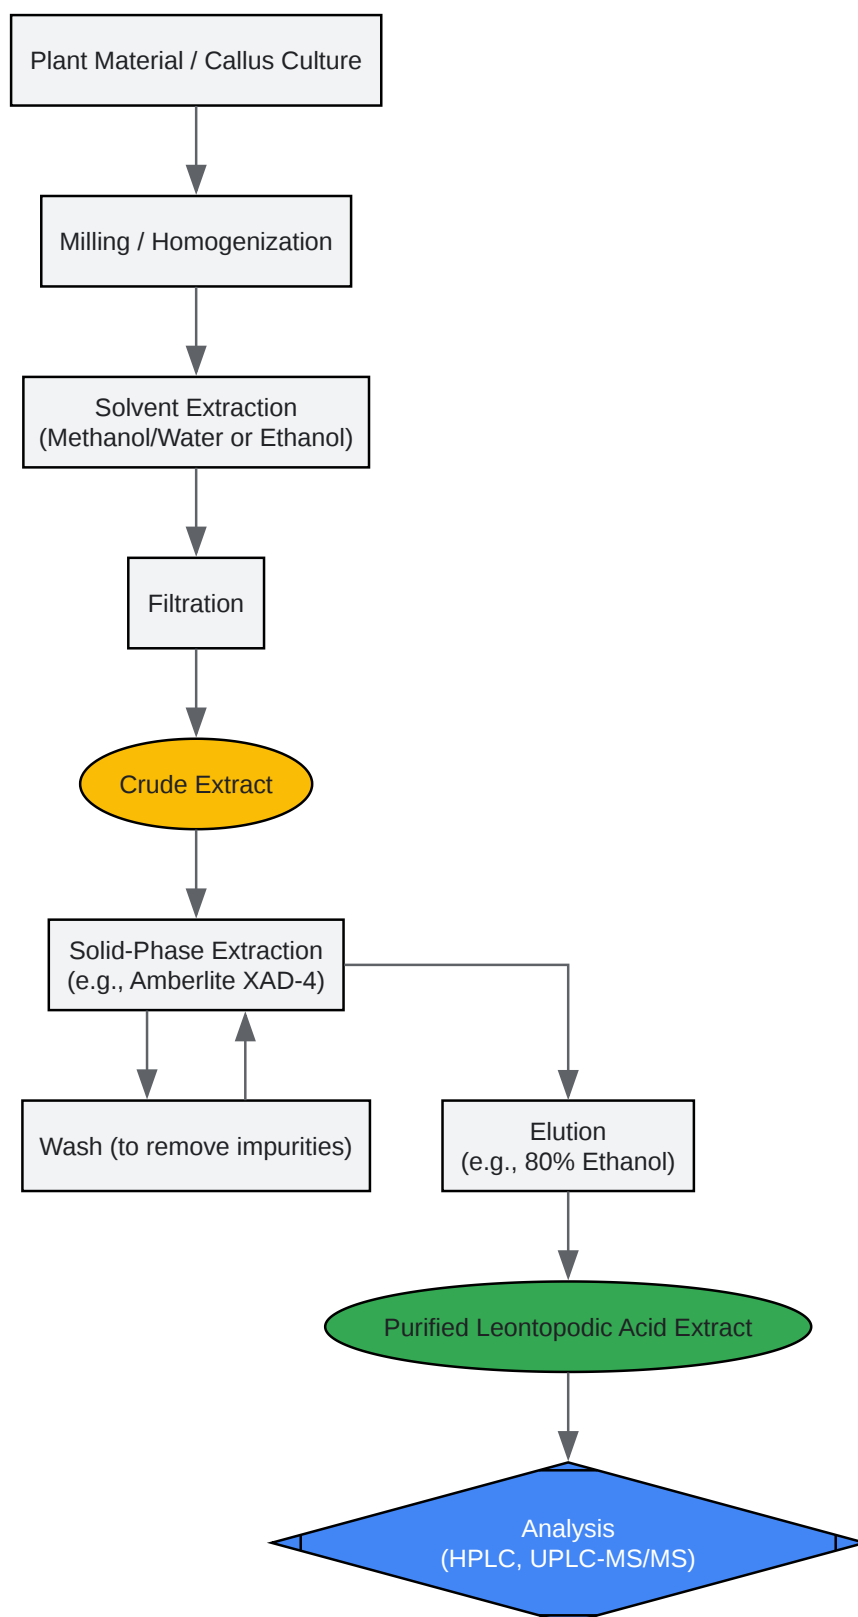 Plant Material / Callus Culture
Milling / Homogenization
Solvent Extraction
(Methanol/Water or Ethanol)
Filtration
Crude Extract
Solid-Phase Extraction
(e.g., Amberlite XAD-4)
Wash (to remove impurities)
Elution
(e.g., 80% Ethanol)
Purified Leontopodic Acid Extract
Analysis
(HPLC, UPLC-MS/MS)